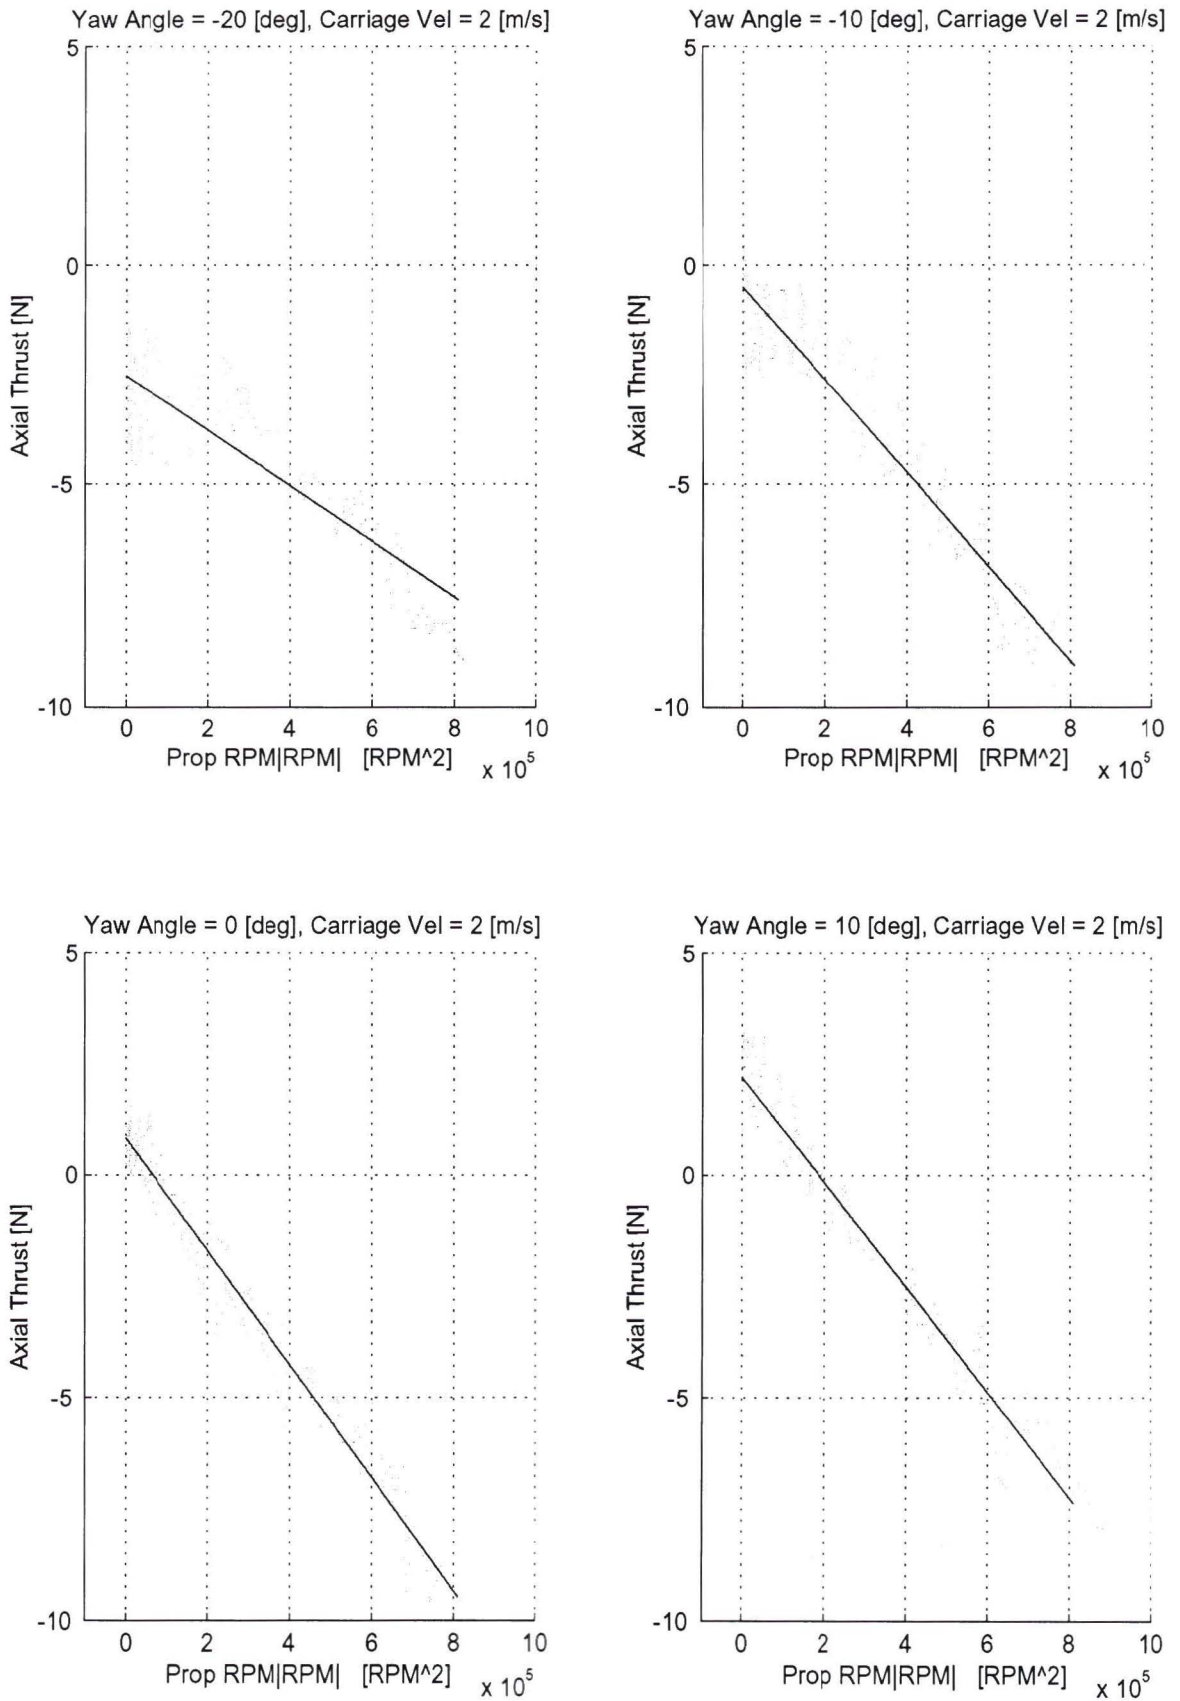 Yaw Angle = -20 [deg], Carriage Vel = 2 [m/s]
5
0
-5
-10
Axial Thrust [N]
0 2 4 6 8 10
Prop RPM|RPM| [RPM^2]
x 10^5
Yaw Angle = -10 [deg], Carriage Vel = 2 [m/s]
5
0
-5
-10
Axial Thrust [N]
0 2 4 6 8 10
Prop RPM|RPM| [RPM^2]
x 10^5
Yaw Angle = 0 [deg], Carriage Vel = 2 [m/s]
5
0
-5
-10
Axial Thrust [N]
0 2 4 6 8 10
Prop RPM|RPM| [RPM^2]
x 10^5
Yaw Angle = 10 [deg], Carriage Vel = 2 [m/s]
5
0
-5
-10
Axial Thrust [N]
0 2 4 6 8 10
Prop RPM|RPM| [RPM^2]
x 10^5